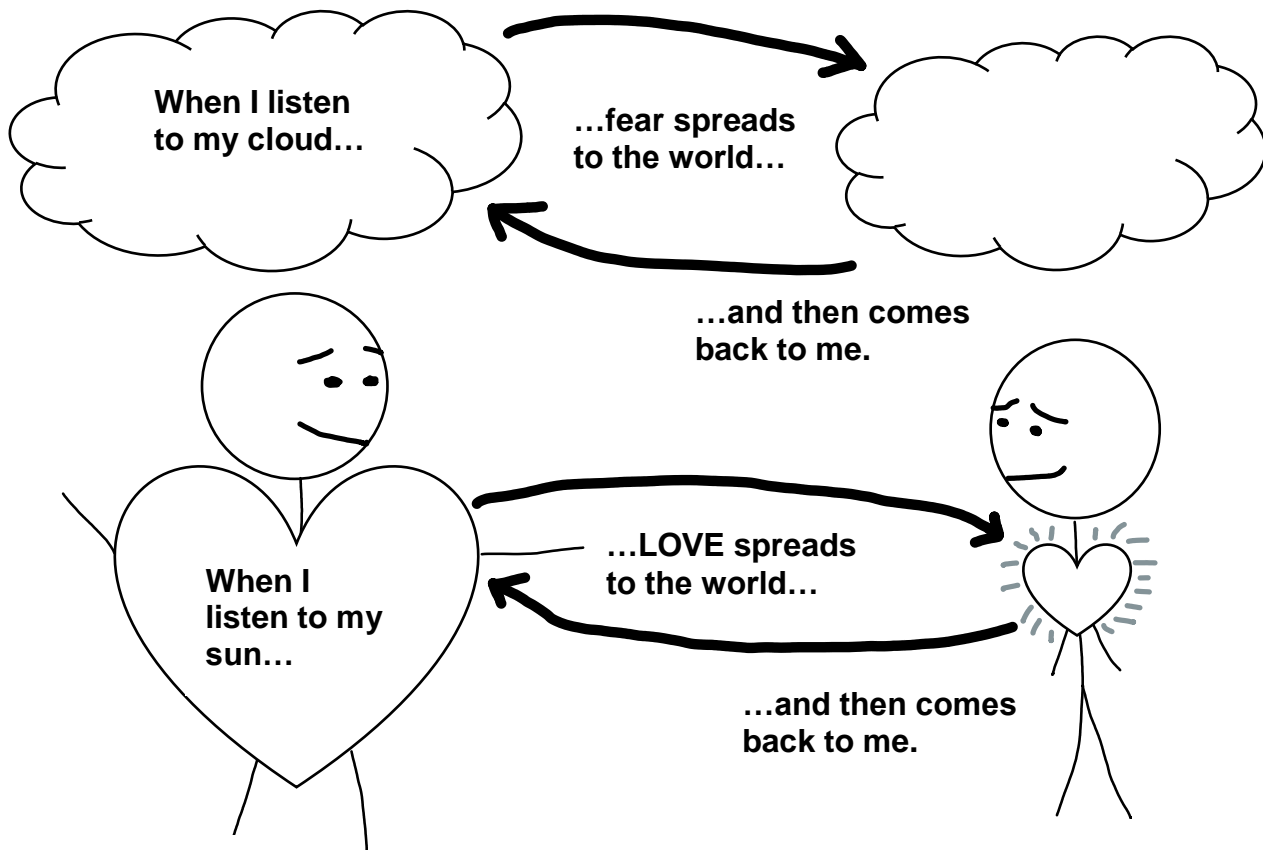 When I listen
to my cloud…
…fear spreads
to the world…
…and then comes
back to me.
When I
listen to my
sun…
…LOVE spreads
to the world…
…and then comes
back to me.